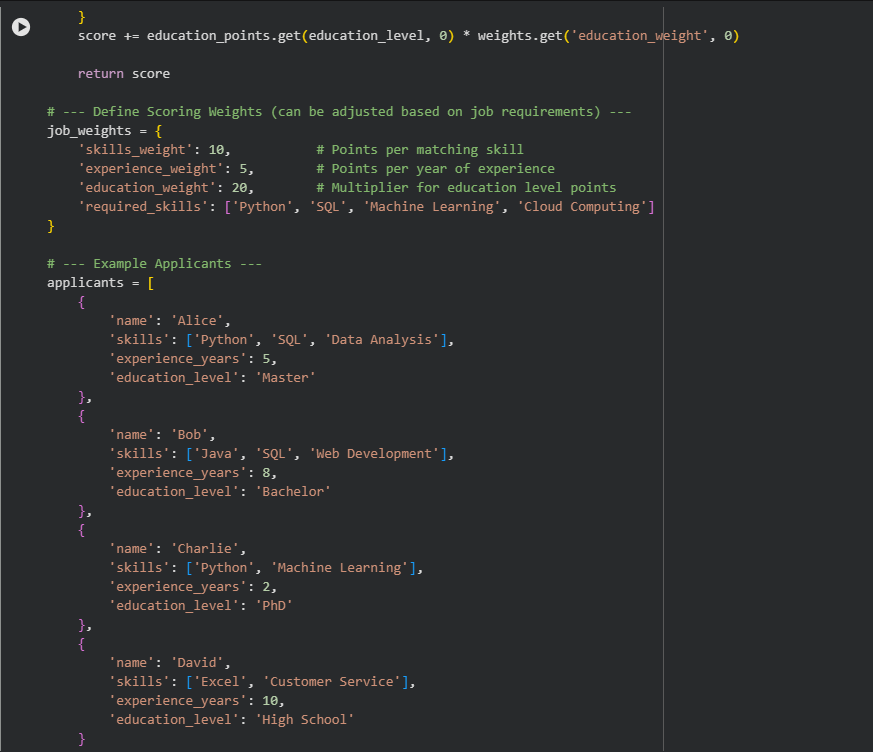 }
    score += education_points.get(education_level, 0) * weights.get('education_weight', 0)

    return score

# --- Define Scoring Weights (can be adjusted based on job requirements) ---
job_weights = {
    'skills_weight': 10,           # Points per matching skill
    'experience_weight': 5,        # Points per year of experience
    'education_weight': 20,        # Multiplier for education level points
    'required_skills': ['Python', 'SQL', 'Machine Learning', 'Cloud Computing']
}

# --- Example Applicants ---
applicants = [
    {
        'name': 'Alice',
        'skills': ['Python', 'SQL', 'Data Analysis'],
        'experience_years': 5,
        'education_level': 'Master'
    },
    {
        'name': 'Bob',
        'skills': ['Java', 'SQL', 'Web Development'],
        'experience_years': 8,
        'education_level': 'Bachelor'
    },
    {
        'name': 'Charlie',
        'skills': ['Python', 'Machine Learning'],
        'experience_years': 2,
        'education_level': 'PhD'
    },
    {
        'name': 'David',
        'skills': ['Excel', 'Customer Service'],
        'experience_years': 10,
        'education_level': 'High School'
    }